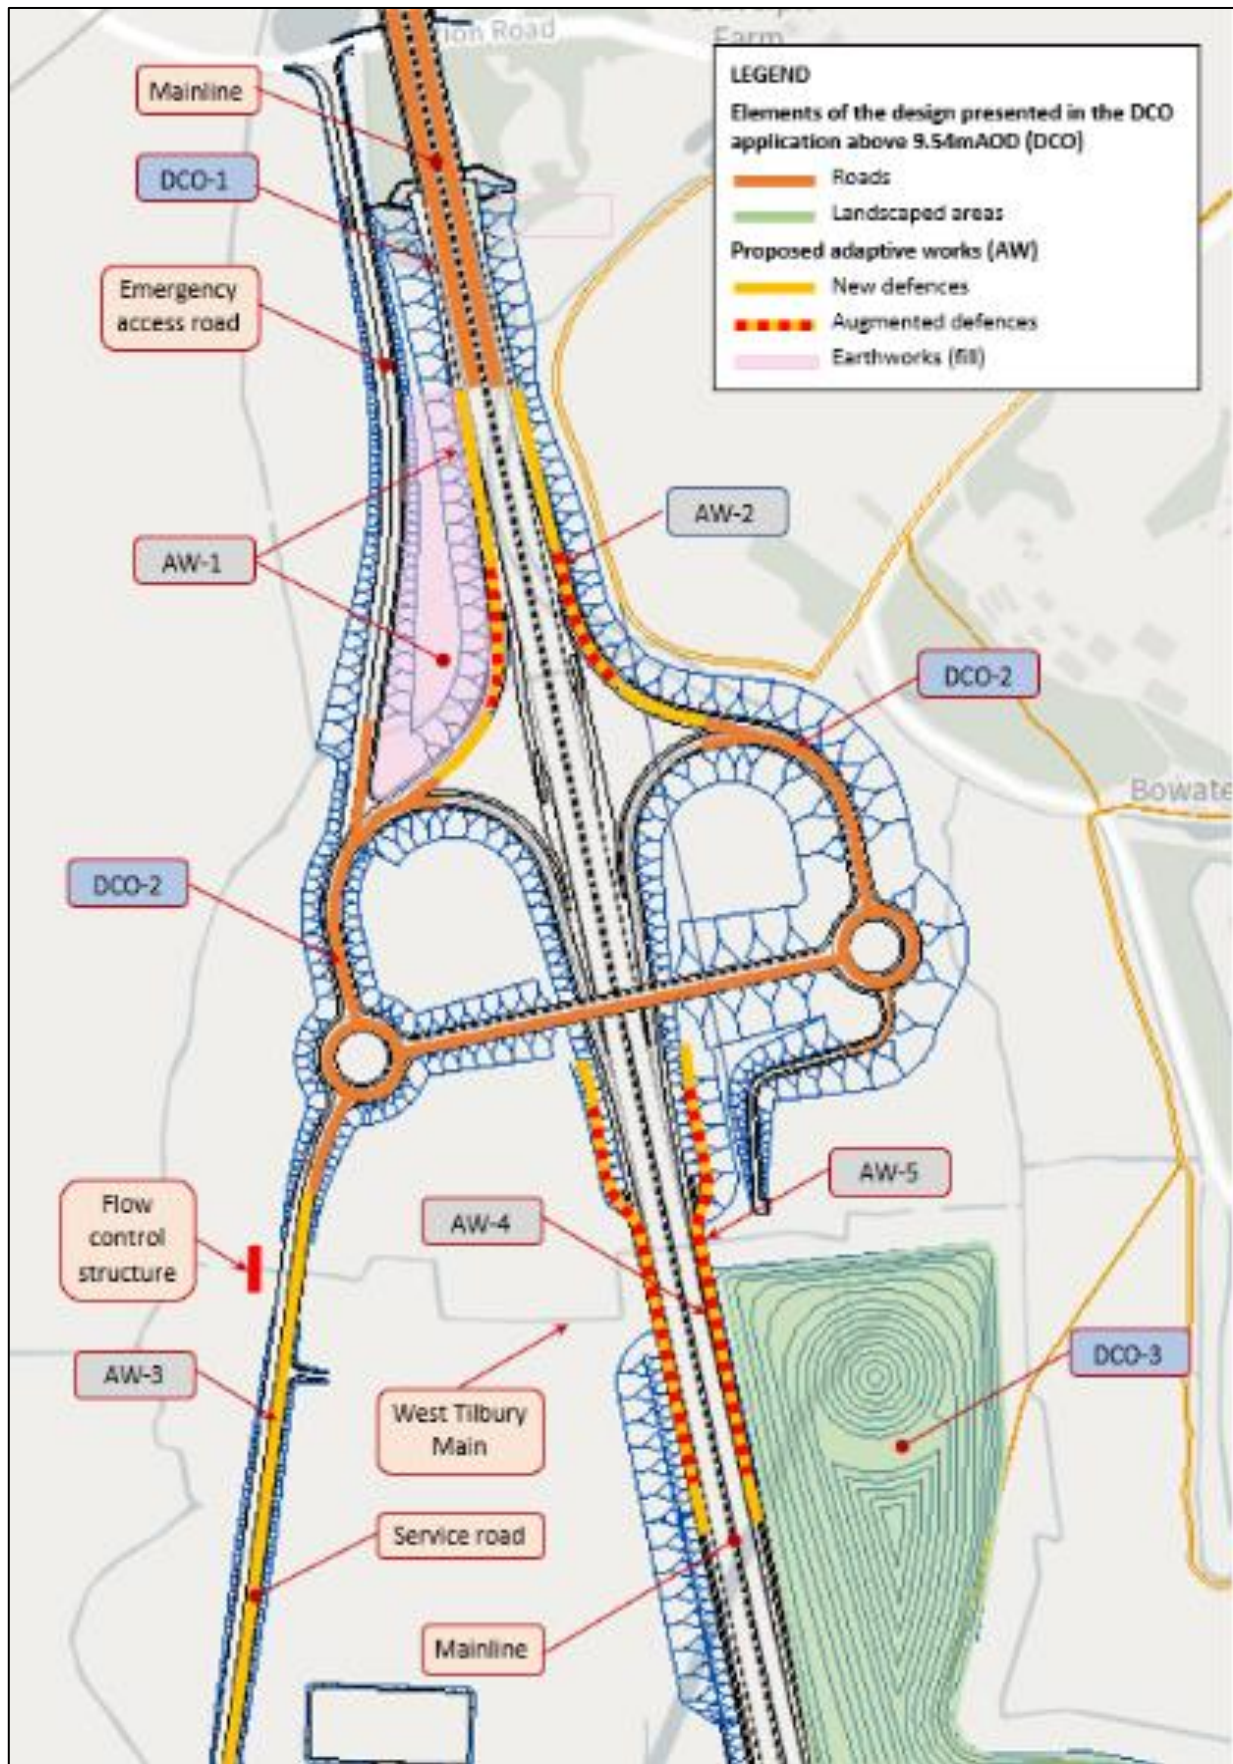 Road
Farm
LEGEND
Elements of the design presented in the DCO
application above 9.54mAOD (DCO)
Roads
Landscaped areas
Proposed adaptive works (AW)
New defences
Augmented defences
Earthworks (fill)
Mainline
DCO-1
Emergency
access road
AW-1
AW-2
DCO-2
Bowate
DCO-2
AW-5
Flow
control
structure
AW-4
AW-3
DCO-3
West Tilbury
Main
Service road
Mainline